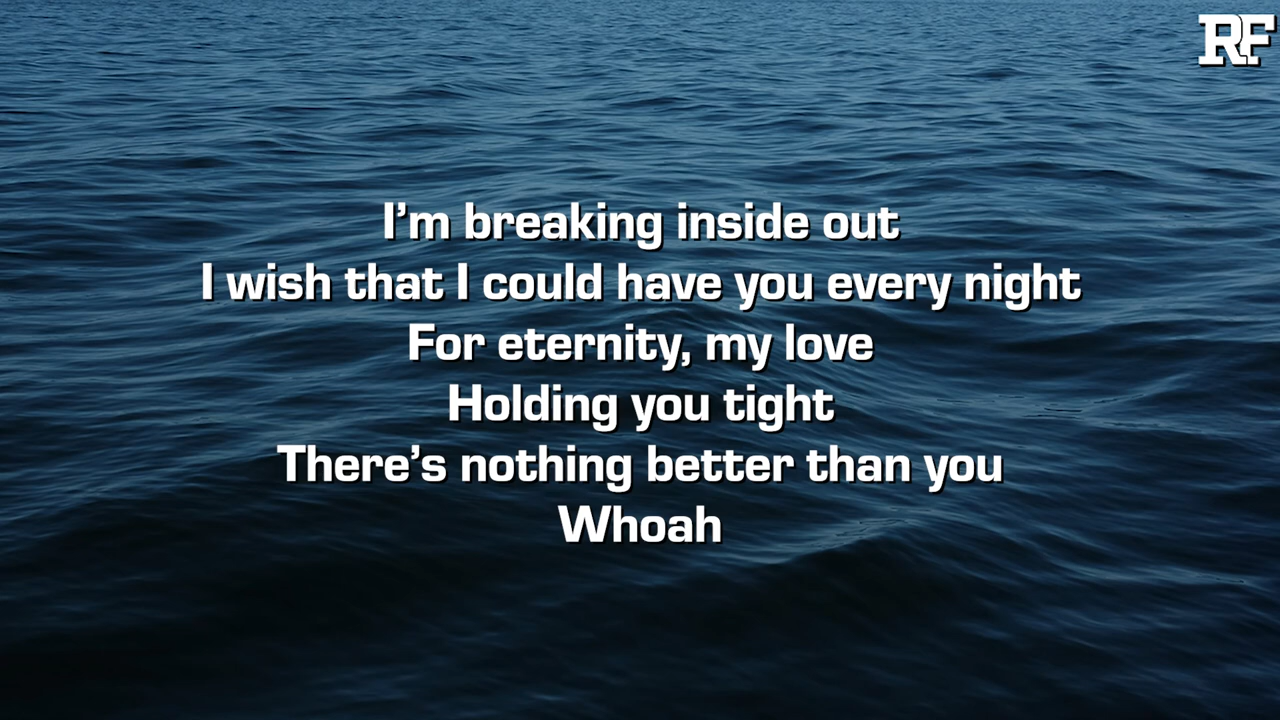 RF
I’m breaking inside out
I wish that I could have you every night
For eternity, my love
Holding you tight
There’s nothing better than you
Whoah